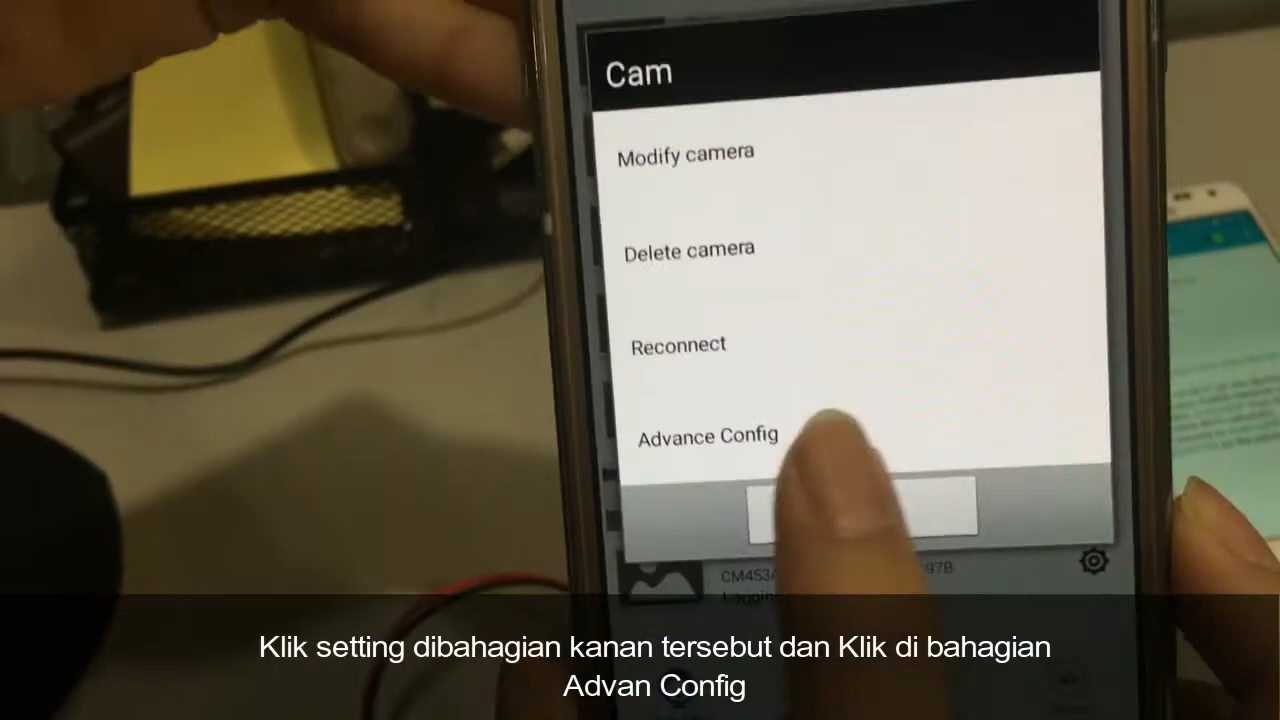 Cam
Modify camera
Delete camera
Reconnect
Advance Config
97B
Klik setting dibahagian kanan tersebut dan Klik di bahagian
Advan Config